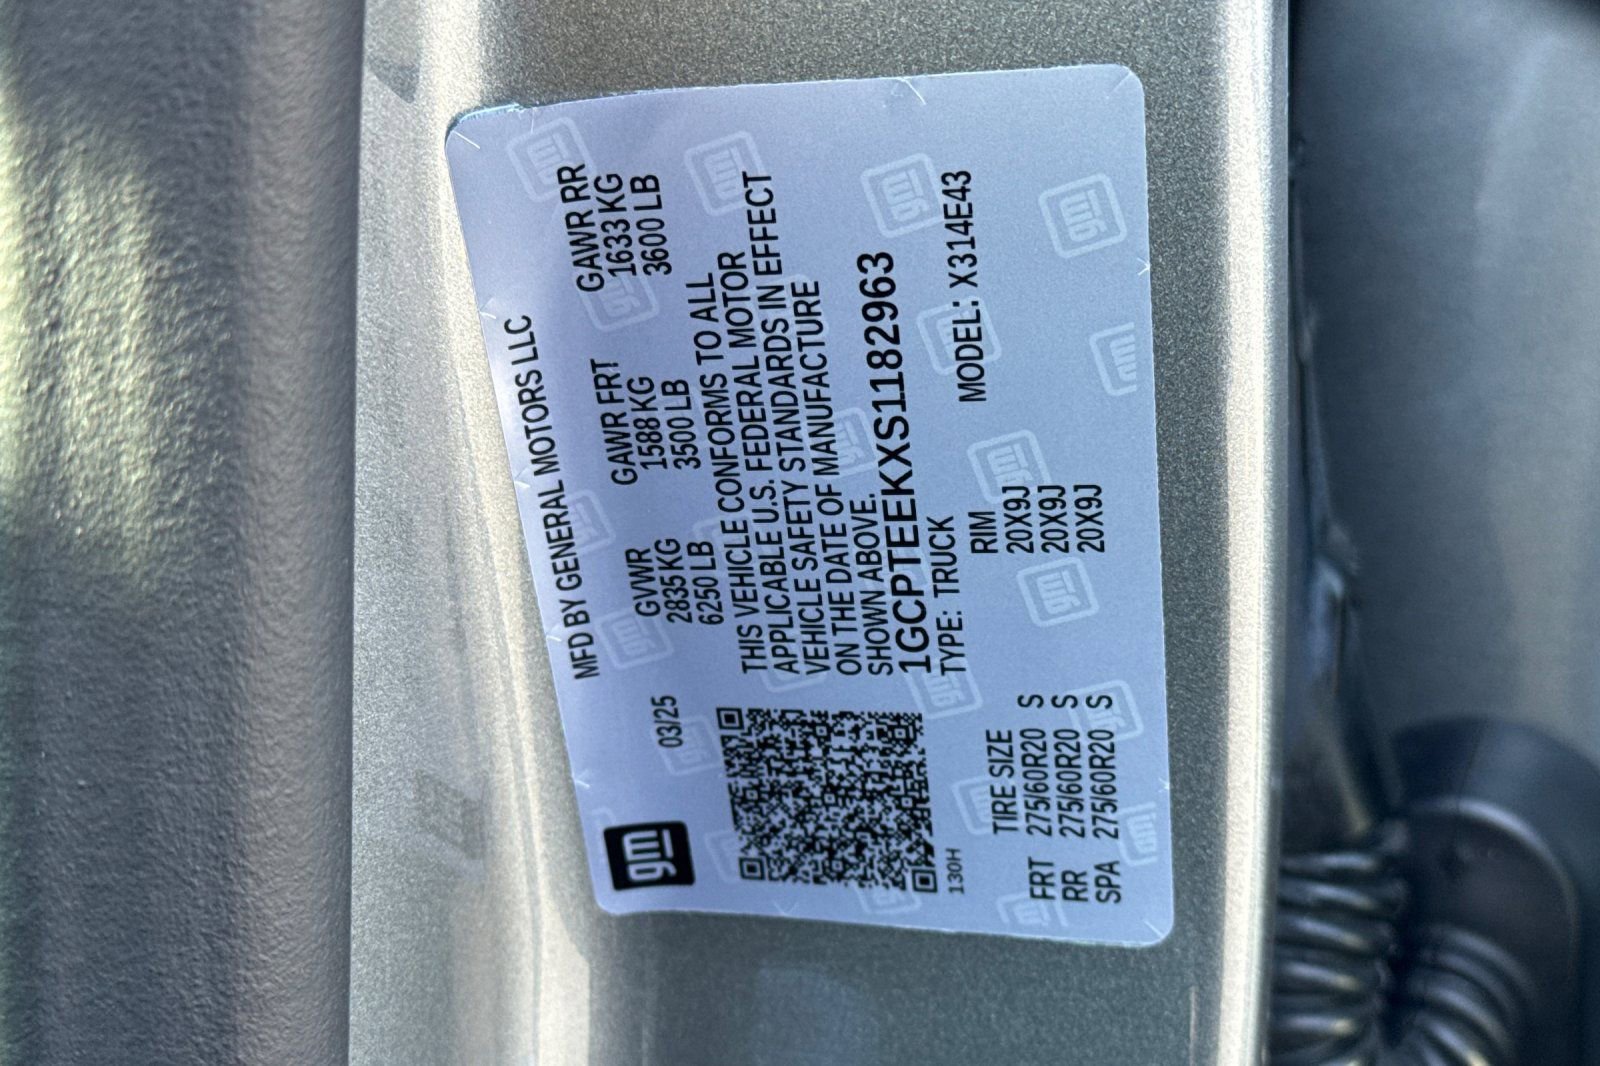 gm
03/25
MFD BY GENERAL MOTORS LLC
GVWR GAWR FRT GAWR RR
2835 KG 1588 KG 1633 KG
6250 LB 3500 LB 3600 LB
THIS VEHICLE CONFORMS TO ALL
APPLICABLE U.S. FEDERAL MOTOR
VEHICLE SAFETY STANDARDS IN EFFECT
ON THE DATE OF MANUFACTURE
SHOWN ABOVE.
1GCPTEEKXS1182963
TYPE: TRUCK MODEL: X314E43
130H
TIRE SIZE RIM
FRT 275/60R20 S 20X9J
RR 275/60R20 S 20X9J
SPA 275/60R20 S 20X9J